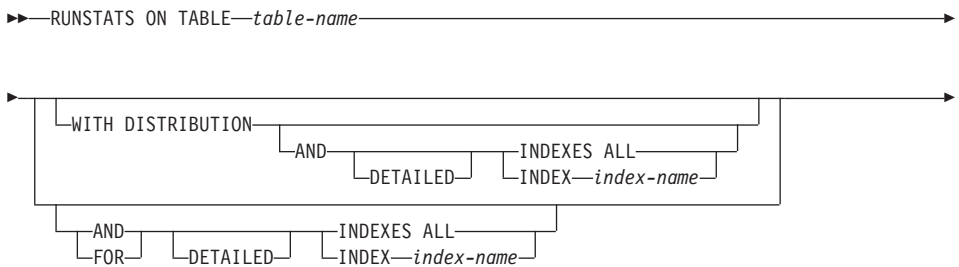 RUNSTATS ON TABLE table-name
WITH DISTRIBUTION
AND INDEXES ALL
DETAILED INDEX index-name
AND INDEXES ALL
FOR DETAILED INDEX index-name